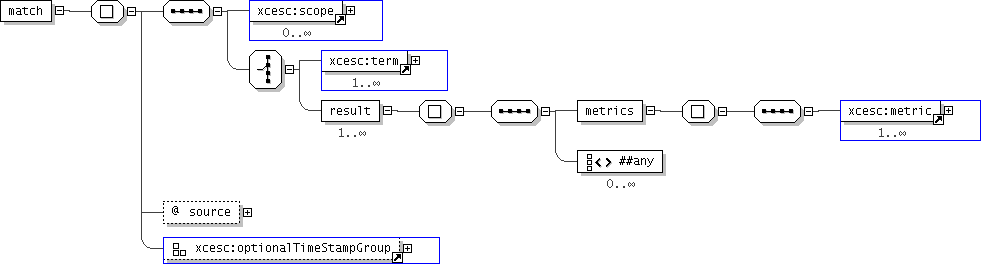 match
xcesc:scope
0..∞
xcesc:term
1..∞
result
1..∞
metrics
xcesc:metric
1..∞
##any
0..∞
@ source
xcesc:optionalTimeStampGroup